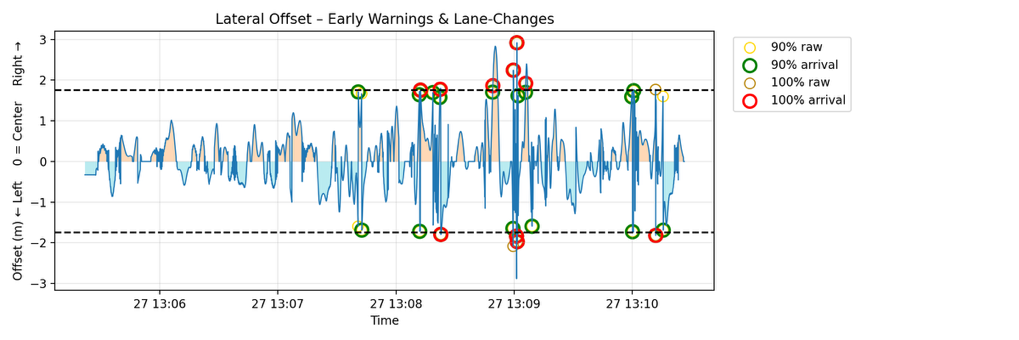 Lateral Offset – Early Warnings & Lane-Changes
Offset (m) ← Left    0 = Center    Right →
3
2
1
0
−1
−2
−3
27 13:06
27 13:07
27 13:08
27 13:09
27 13:10
Time
90% raw
90% arrival
100% raw
100% arrival